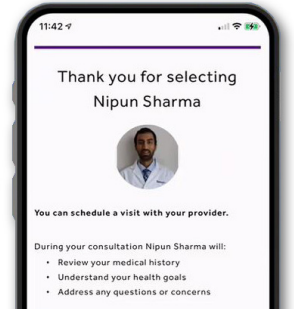 11:42
Thank you for selecting
Nipun Sharma
You can schedule a visit with your provider.
During your consultation Nipun Sharma will:
• Review your medical history
• Understand your health goals
• Address any questions or concerns